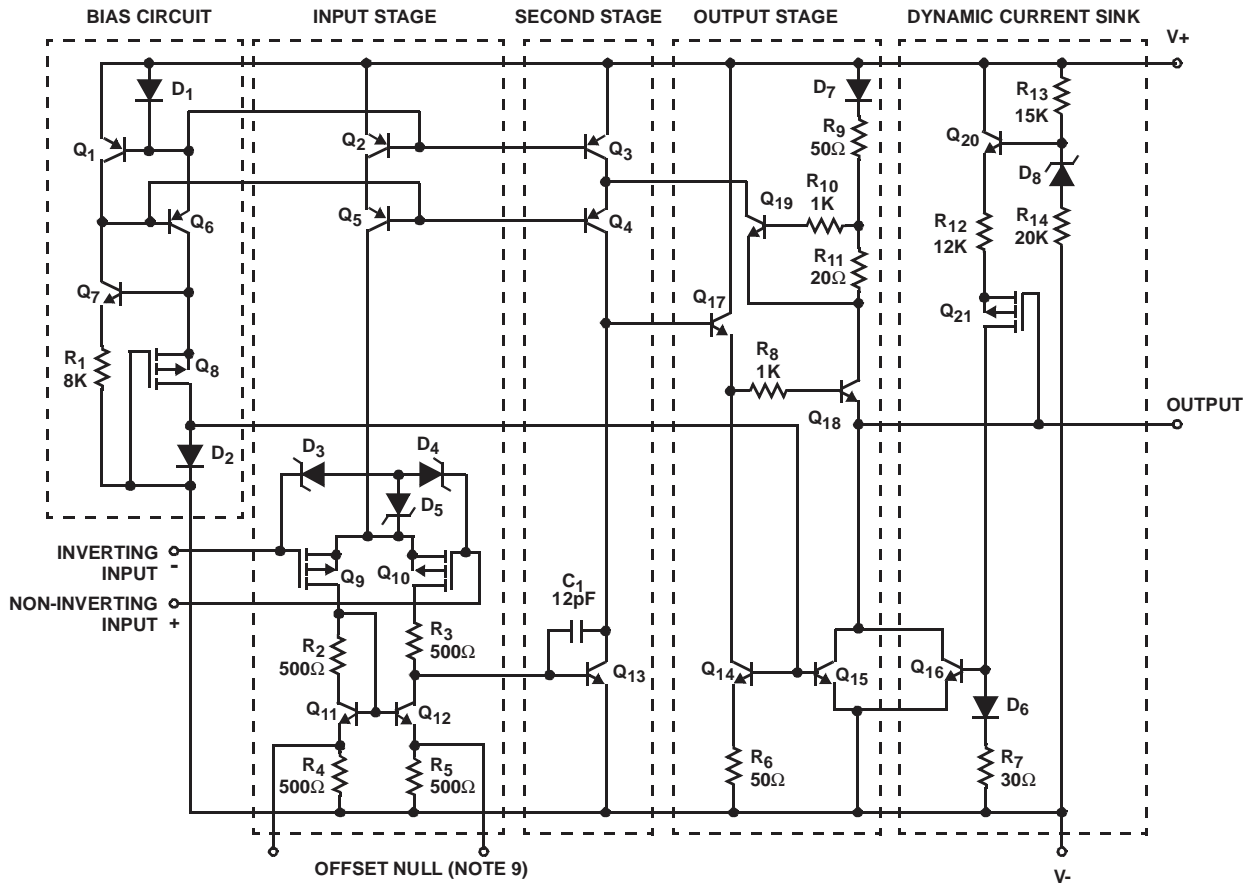 BIAS CIRCUIT
INPUT STAGE
SECOND STAGE
OUTPUT STAGE
DYNAMIC CURRENT SINK
V+
D1
Q1
Q6
Q7
R1
8K
Q8
D2
Q2
Q5
D3
D4
D5
Q9
Q10
R2
500Ω
R3
500Ω
Q11
Q12
R4
500Ω
R5
500Ω
Q3
Q4
C1
12pF
Q13
D7
R9
50Ω
R10
1K
Q19
R11
20Ω
Q17
R8
1K
Q18
Q14
Q15
R6
50Ω
R13
15K
Q20
D8
R12
12K
R14
20K
Q21
Q16
D6
R7
30Ω
OUTPUT
INVERTING
INPUT -
NON-INVERTING
INPUT +
OFFSET NULL (NOTE 9)
V-